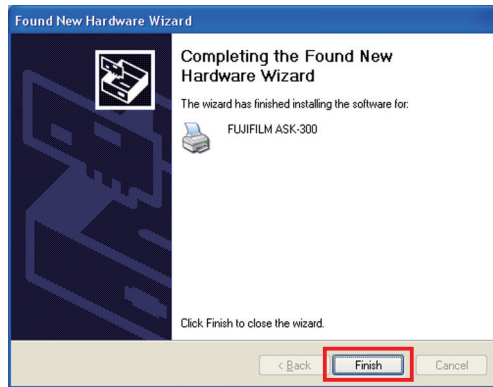 Found New Hardware Wizard
Completing the Found New
Hardware Wizard
The wizard has finished installing the software for:
FUJIFILM ASK-300
Click Finish to close the wizard.
< Back
Finish
Cancel